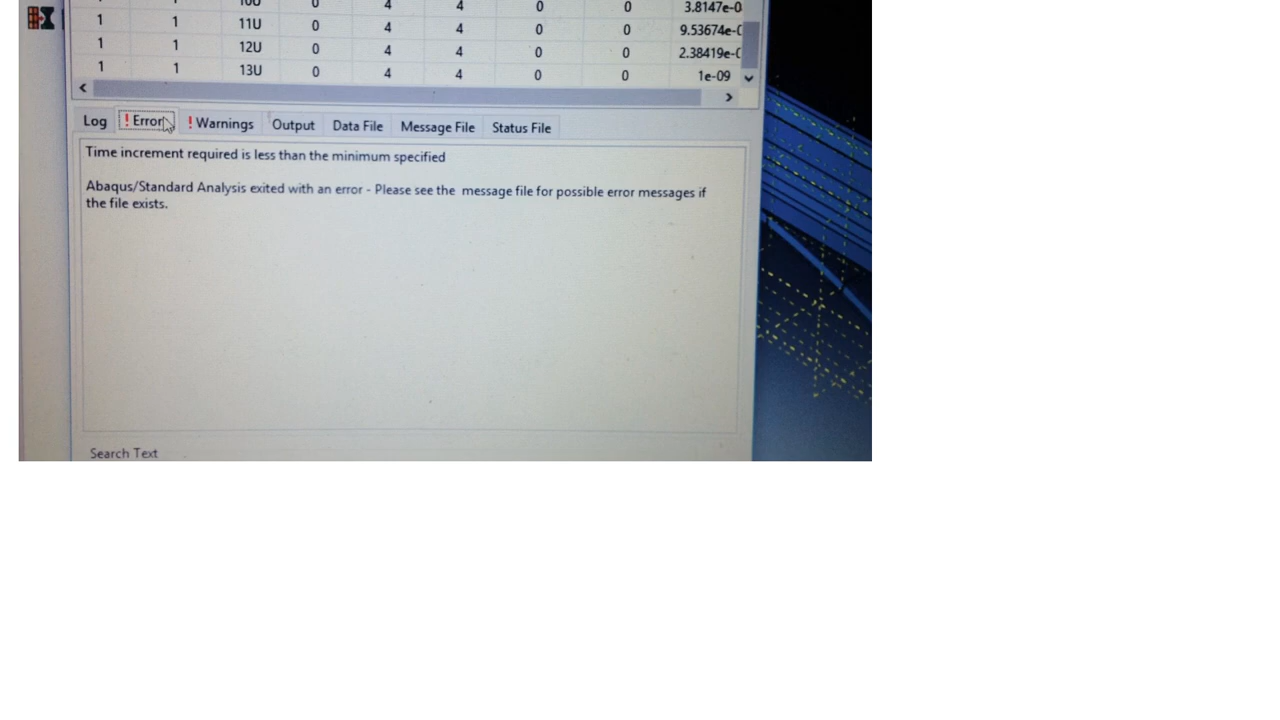 1 1 10U 0 4 4 0 0 3.8147e-0
1 1 11U 0 4 4 0 0 9.53674e-0
1 1 12U 0 4 4 0 0 2.38419e-0
1 1 13U 0 4 4 0 0 1e-09
Log ! Error ! Warnings Output Data File Message File Status File
Time increment required is less than the minimum specified
Abaqus/Standard Analysis exited with an error - Please see the message file for possible error messages if
the file exists.
Search Text